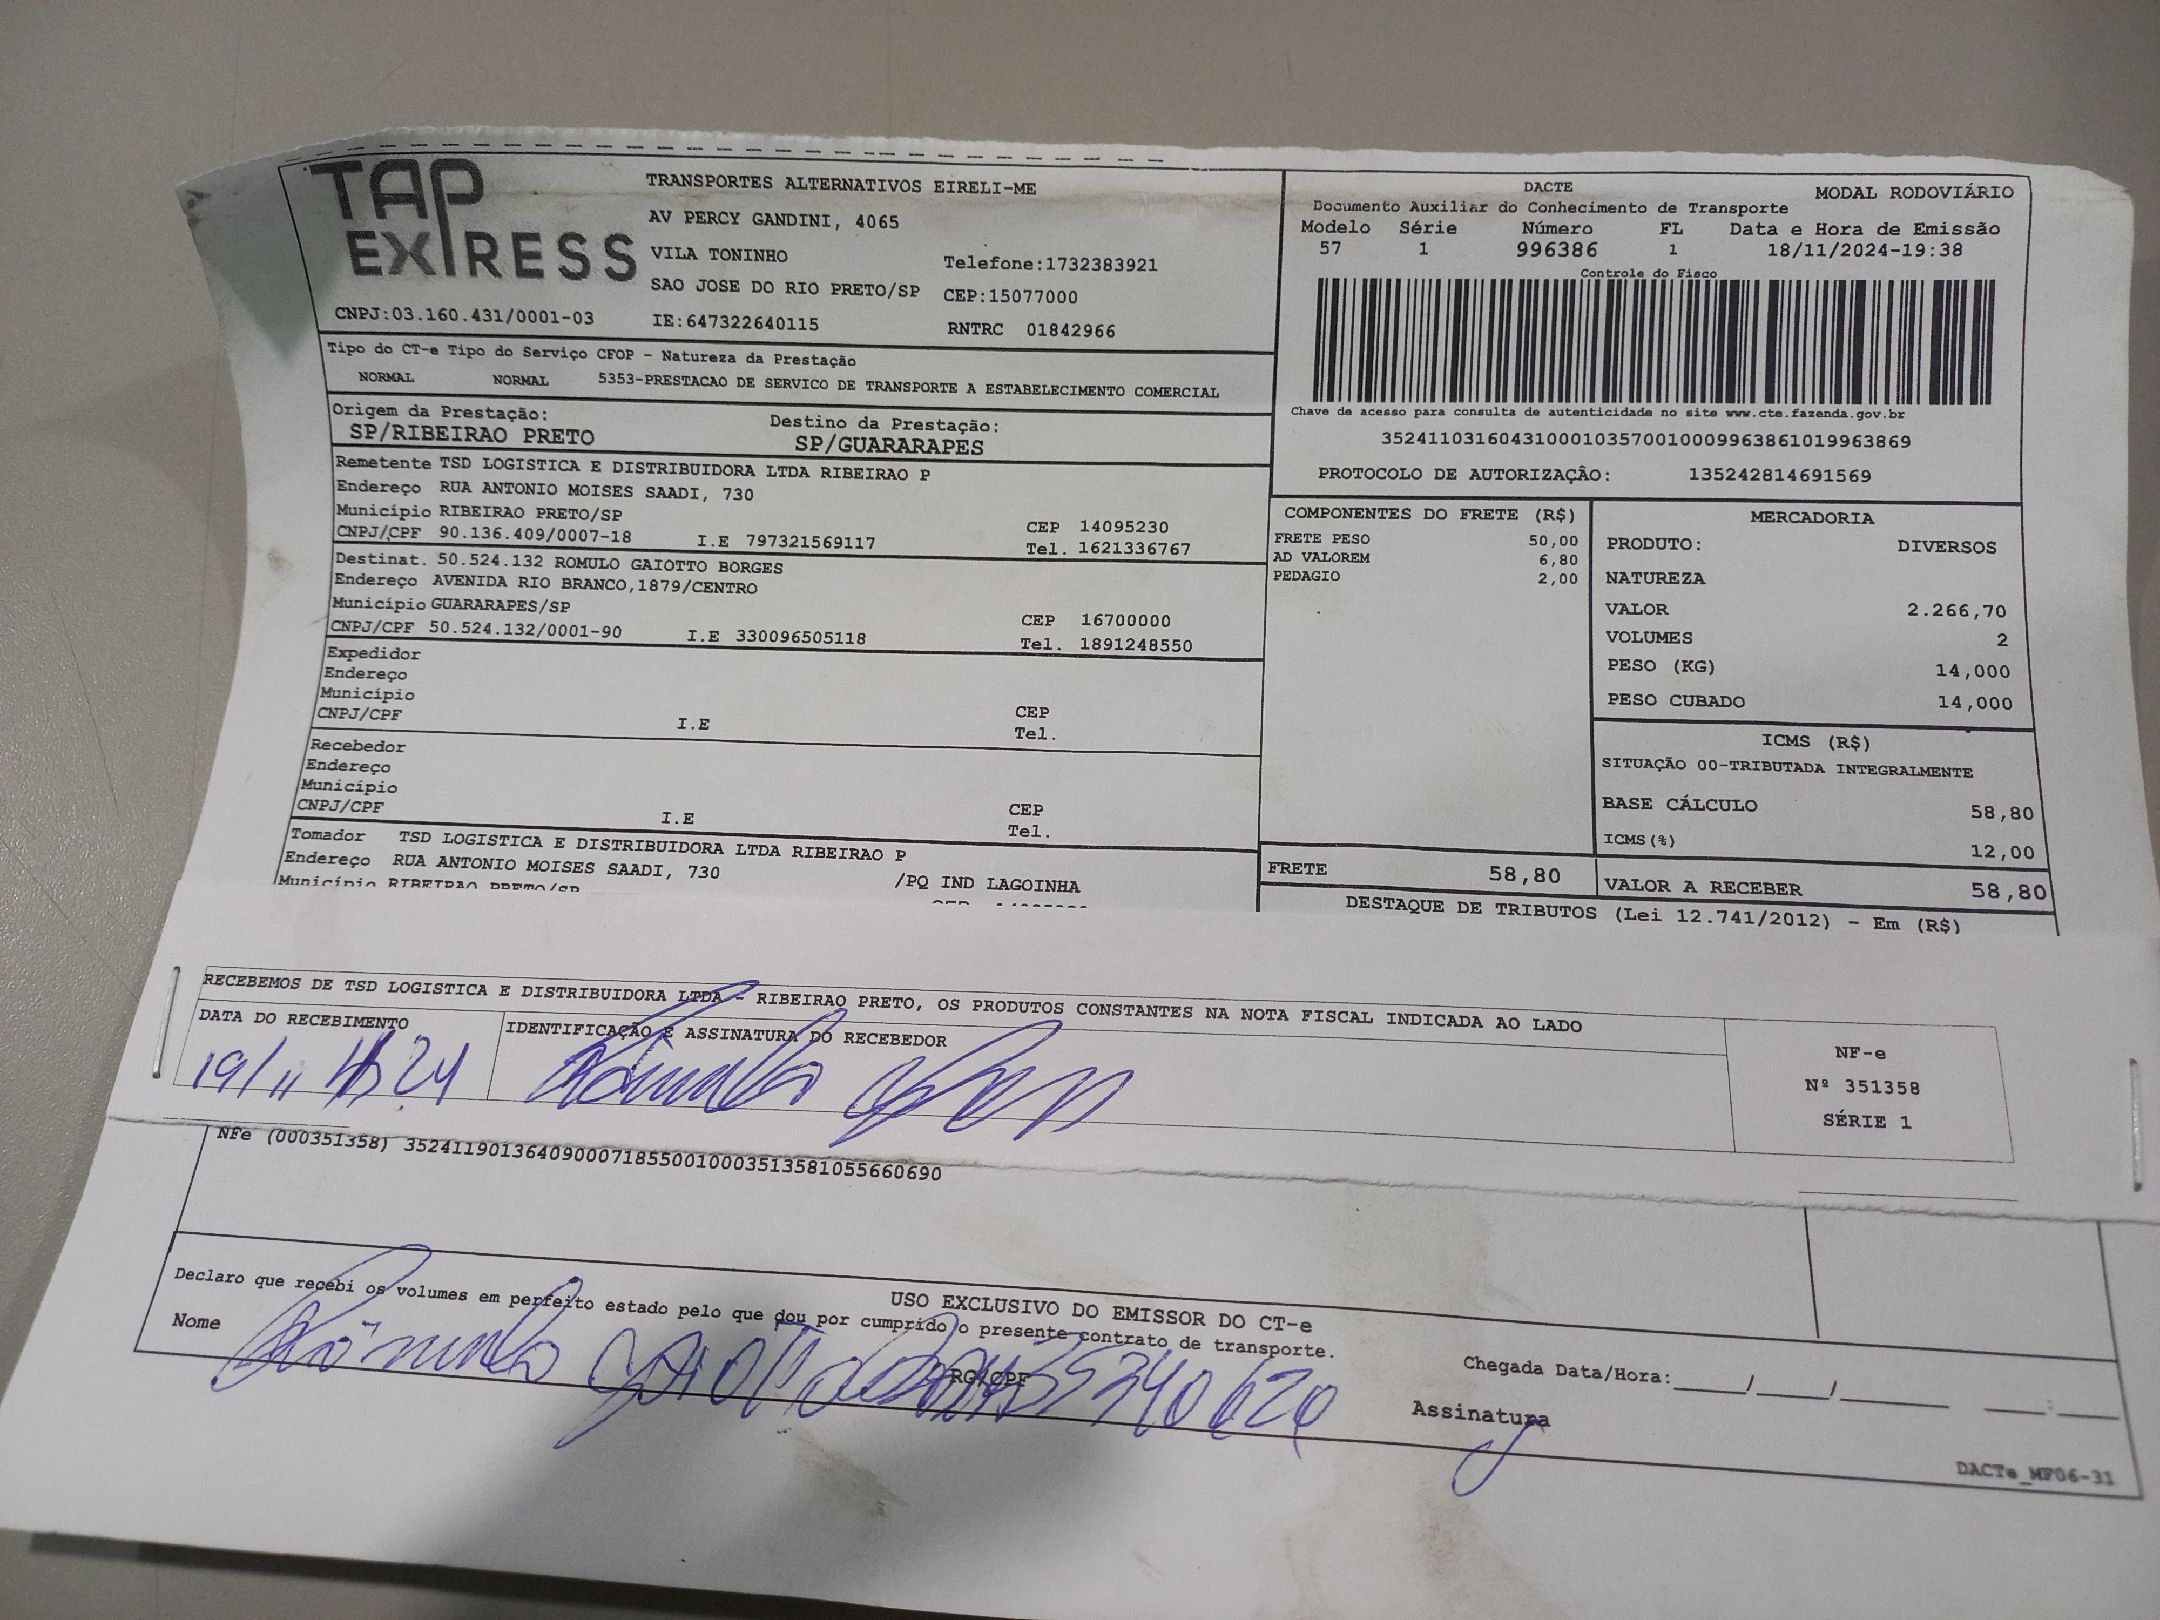 TAP EXPRESS
TRANSPORTES ALTERNATIVOS EIRELI-ME
AV PERCY GANDINI, 4065
VILA TONINHO
Telefone:1732383921
SAO JOSE DO RIO PRETO/SP CEP:15077000
CNPJ:03.160.431/0001-03 IE:647322640115 RNTRC 01842966
DACTE MODAL RODOVIÁRIO
Documento Auxiliar do Conhecimento de Transporte
Modelo Série Número FL Data e Hora de Emissão
57 1 996386 1 18/11/2024-19:38
Controle do Fisco
Chave de acesso para consulta de autenticidade no site www.cte.fazenda.gov.br
35241103160431000103570010009963861019963869
PROTOCOLO DE AUTORIZAÇÂO: 135242814691569
Tipo do CT-e Tipo do Serviço CFOP - Natureza da Prestação
NORMAL NORMAL 5353-PRESTACAO DE SERVICO DE TRANSPORTE A ESTABELECIMENTO COMERCIAL
Origem da Prestação: Destino da Prestação:
SP/RIBEIRAO PRETO SP/GUARARAPES
Remetente TSD LOGISTICA E DISTRIBUIDORA LTDA RIBEIRAO P
Endereço RUA ANTONIO MOISES SAADI, 730
Município RIBEIRAO PRETO/SP CEP 14095230
CNPJ/CPF 90.136.409/0007-18 I.E 797321569117 Tel. 1621336767
Destinat. 50.524.132 ROMULO GAIOTTO BORGES
Endereço AVENIDA RIO BRANCO,1879/CENTRO
Município GUARARAPES/SP CEP 16700000
CNPJ/CPF 50.524.132/0001-90 I.E 330096505118 Tel. 1891248550
Expedidor
Endereço
Município CEP
CNPJ/CPF I.E Tel.
Recebedor
Endereço
Município CEP
CNPJ/CPF I.E Tel.
Tomador TSD LOGISTICA E DISTRIBUIDORA LTDA RIBEIRAO P
Endereço RUA ANTONIO MOISES SAADI, 730 /PQ IND LAGOINHA
Município RIBEIRAO PRETO/SP
COMPONENTES DO FRETE (R$)
FRETE PESO 50,00
AD VALOREM 6,80
PEDAGIO 2,00
FRETE 58,80
MERCADORIA
PRODUTO: DIVERSOS
NATUREZA
VALOR 2.266,70
VOLUMES 2
PESO (KG) 14,000
PESO CUBADO 14,000
ICMS (R$)
SITUAÇÃO 00-TRIBUTADA INTEGRALMENTE
BASE CÁLCULO 58,80
ICMS(%) 12,00
VALOR A RECEBER 58,80
DESTAQUE DE TRIBUTOS (Lei 12.741/2012) - Em (R$)
RECEBEMOS DE TSD LOGISTICA E DISTRIBUIDORA LTDA - RIBEIRAO PRETO, OS PRODUTOS CONSTANTES NA NOTA FISCAL INDICADA AO LADO
DATA DO RECEBIMENTO IDENTIFICAÇÃO E ASSINATURA DO RECEBEDOR
19/11 24
NF-e
Nº 351358
SÉRIE 1
NFe (000351358) 35241190136409000718550010003513581055660690
USO EXCLUSIVO DO EMISSOR DO CT-e
Declaro que recebi os volumes em perfeito estado pelo que dou por cumprido o presente contrato de transporte.
Nome Rômulo RG/CPF
Chegada Data/Hora:____/____/______ ____:____
Assinatura
DACTe_MF06-31